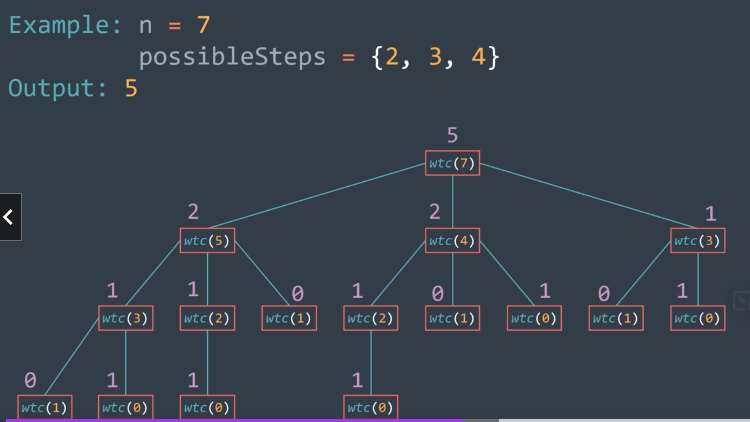 Example: n = 7
possibleSteps = {2, 3, 4}
Output: 5
5
wtc(7)
2 2 1
wtc(5) wtc(4) wtc(3)
1 1 0 1 0 1 0 1
wtc(3) wtc(2) wtc(1) wtc(2) wtc(1) wtc(0) wtc(1) wtc(0)
0 1 1 1
wtc(1) wtc(0) wtc(0) wtc(0)